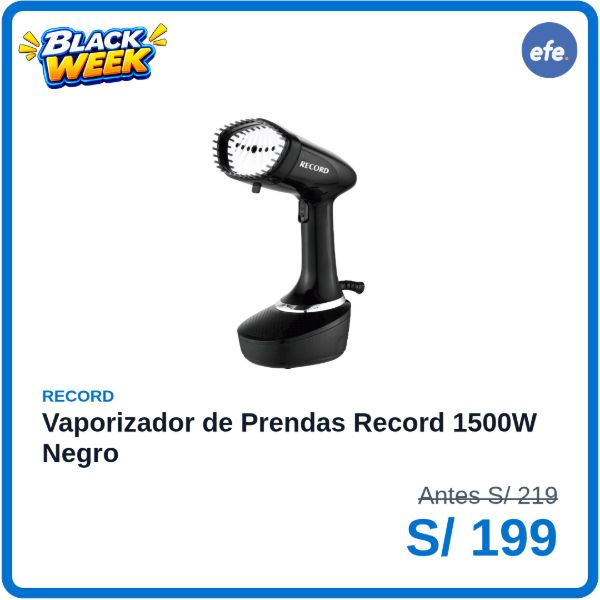 BLACK
WEEK
efe.
RECORD
RECORD
Vaporizador de Prendas Record 1500W
Negro
Antes S/ 219
S/ 199